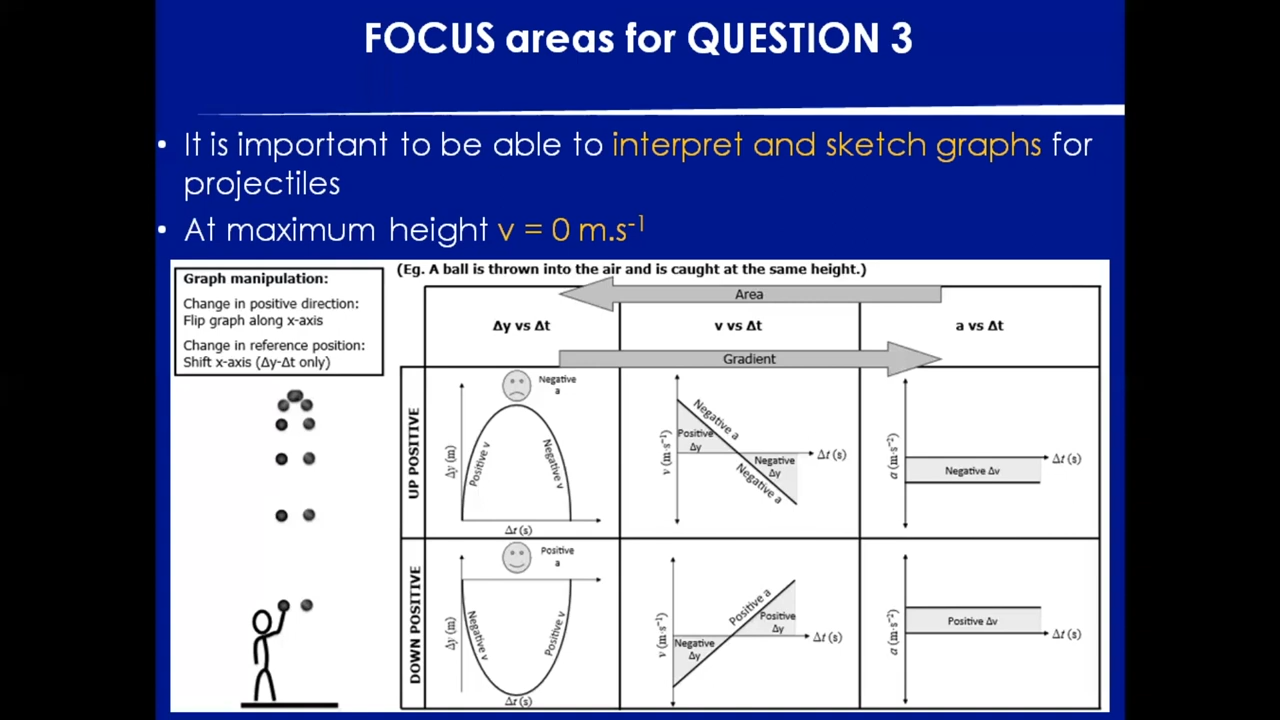 FOCUS areas for QUESTION 3
• It is important to be able to interpret and sketch graphs for
projectiles
• At maximum height v = 0 m.s⁻¹
Graph manipulation:
Change in positive direction:
Flip graph along x-axis
Change in reference position:
Shift x-axis (Δy-Δt only)
(Eg. A ball is thrown into the air and is caught at the same height.)
Area
Δy vs Δt
v vs Δt
a vs Δt
Gradient
UP POSITIVE
Negative
a
Δy (m)
Positive v
Negative v
Δt (s)
v (m·s⁻¹)
Negative a
Positive
Δy
Negative
Δy
Negative a
Δt (s)
a (m·s⁻²)
Negative Δv
Δt (s)
DOWN POSITIVE
Positive
a
Δy (m)
Negative v
Positive v
Δt (s)
v (m·s⁻¹)
Positive a
Positive
Δy
Negative
Δy
Δt (s)
a (m·s⁻²)
Positive Δv
Δt (s)